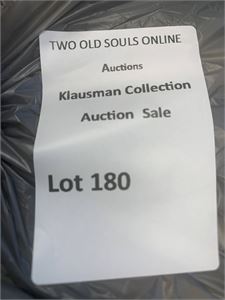 TWO OLD SOULS ONLINE
Auctions
Klausman Collection
Auction Sale
Lot 180